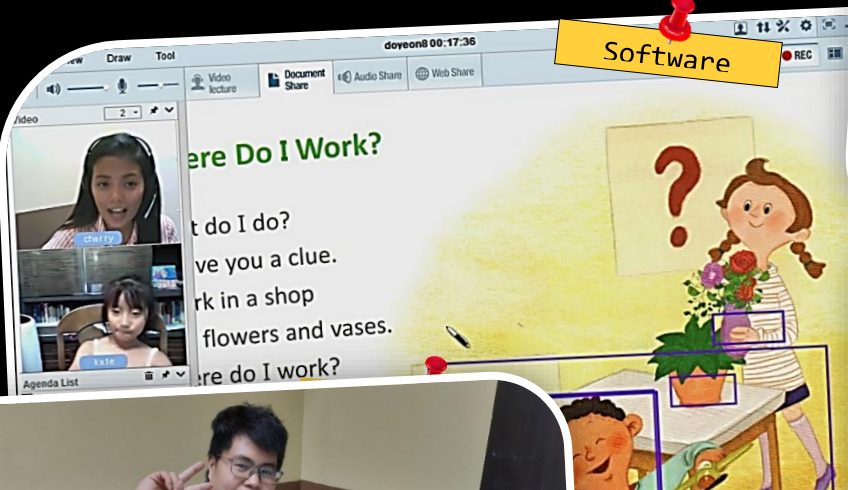 Software
ew Draw Tool
doyeon8 00:17:36
REC
Video lecture
Document Share
Audio Share
Web Share
Video
2
charry
kate
Agenda List
ere Do I Work?
t do I do?
ve you a clue.
rk in a shop
flowers and vases.
ere do I work?
?